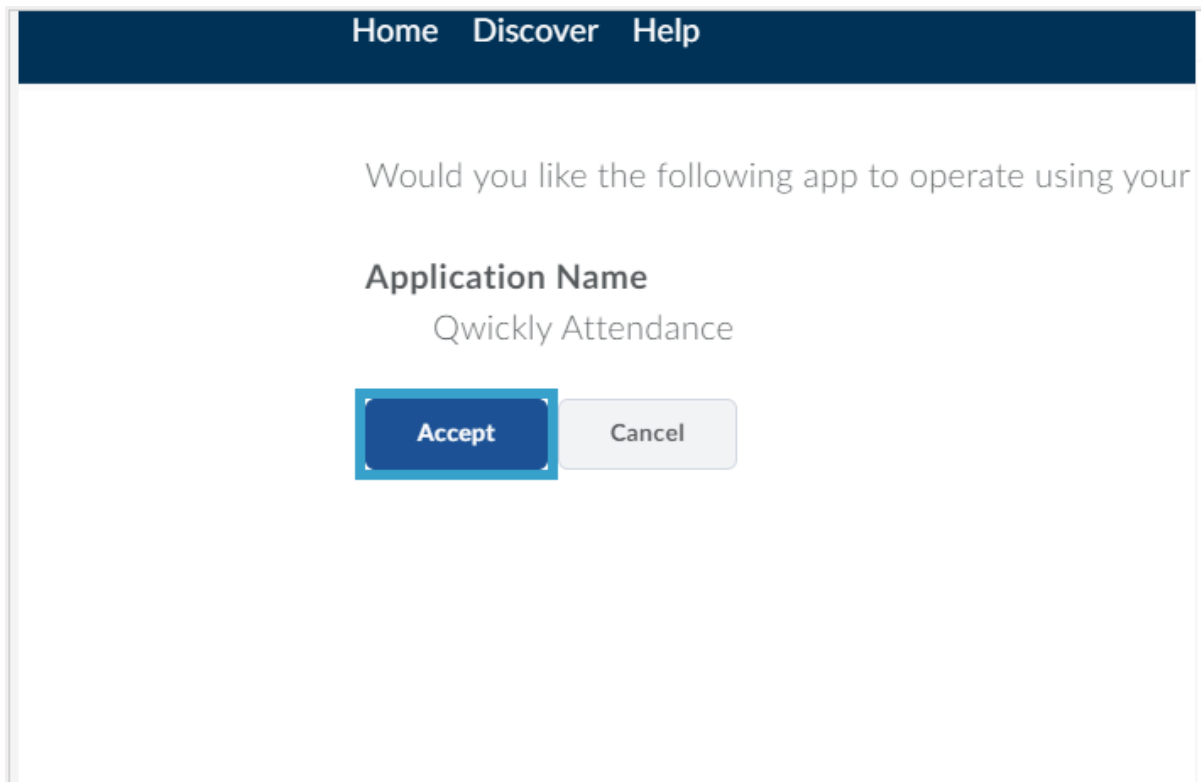 Home Discover Help
Would you like the following app to operate using your
Application Name
Qwickly Attendance
Accept Cancel